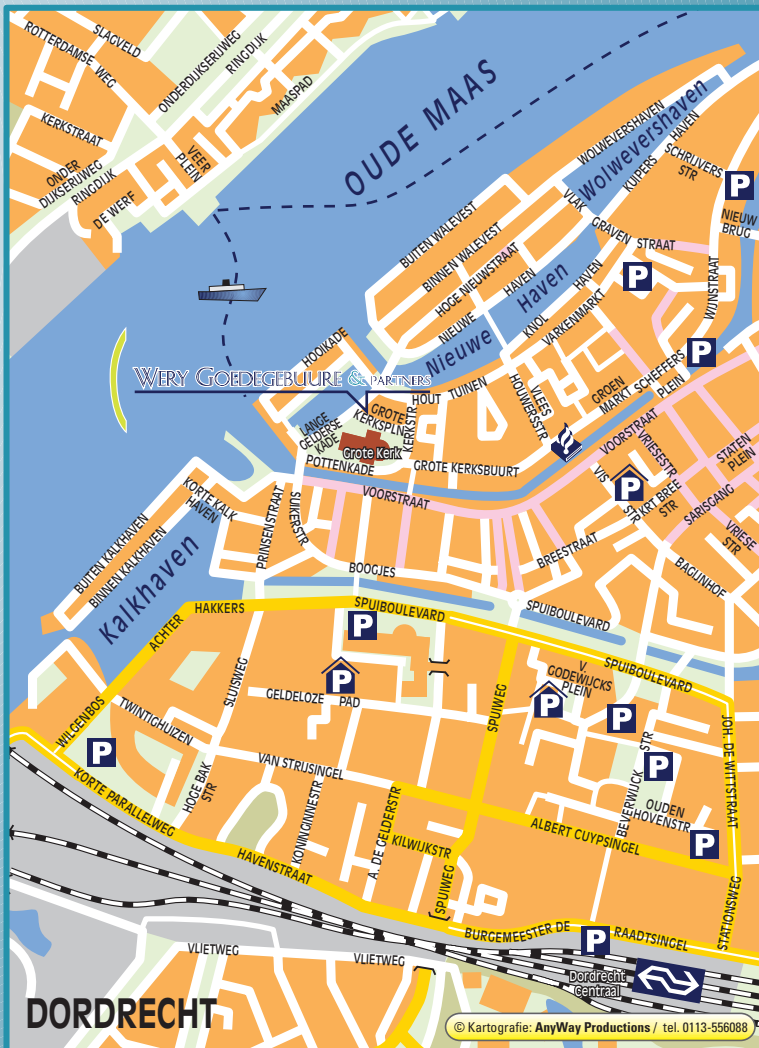 SLAGVELD
ROTTERDAMSE WEG
ONDERDIJKSERIJWEG
RINGDIJK
MAASPAD
KERKSTRAAT
ONDER
DIJKSERIJWEG
RINGDIJK
VEER
PLEIN
DE WERF
OUDE MAAS
WOLWEVERSHAVEN
Wolwevershaven
KUIPERS HAVEN
SCHRIJVERS
STR
P
NIEUW
BRUG
VLAK
GRAVEN STRAAT
BUITEN WALEVEST
BINNEN WALEVEST
HOGE NIEUWSTRAAT
NIEUWE HAVEN
Nieuwe Haven
KNOL HAVEN
VARKENMARKT
P
WIJNSTRAAT
P
HOOIKADE
WERY GOEDEGEBUURE & PARTNERS
HOUT TUINEN
LANGE
GELDERSE
KADE
GROTE
KERKSPLN
KERKSTR
Grote Kerk
POTTENKADE
GROTE KERKSBUURT
VLEES
HOUWERSSTR
GROEN
MARKT
SCHEFFERS
PLEIN
VOORSTRAAT
VOORSTRAAT
VRIESESTR
STATEN
PLEIN
VIS
STR
P
KRT BREE
STR
SARISGANG
VRIESE
STR
BREESTRAAT
BAGIJNHOF
KORTE KALK
HAVEN
PRINSENSTRAAT
SUIKERSTR
BUITEN KALKHAVEN
BINNEN KALKHAVEN
Kalkhaven
BOOGJES
ACHTER
HAKKERS
SPUIBOULEVARD
SPUIBOULEVARD
SPUIBOULEVARD
P
P
GELDELOZE PAD
SLUISWEG
SPUIWEG
V.
GODEWIJCKS
PLEIN
P
P
WILGENBOS
TWINTIGHUIZEN
P
KORTE PARALLELWEG
HOGE BAK
STR
VAN STRIJSINGEL
KONINGINNESTR
A. DE GELDERSTR
KILWIJKSTR
HAVENSTRAAT
SPUIWEG
ALBERT CUYPSINGEL
BEVERWIJCK STR
P
OUDEN
HOVENSTR
P
JOH. DE WITTSTRAAT
STATIONSWEG
BURGEMEESTER DE RAADTSINGEL
P
VLIETWEG
VLIETWEG
Dordrecht
Centraal
DORDRECHT
© Kartografie: AnyWay Productions / tel. 0113-556088